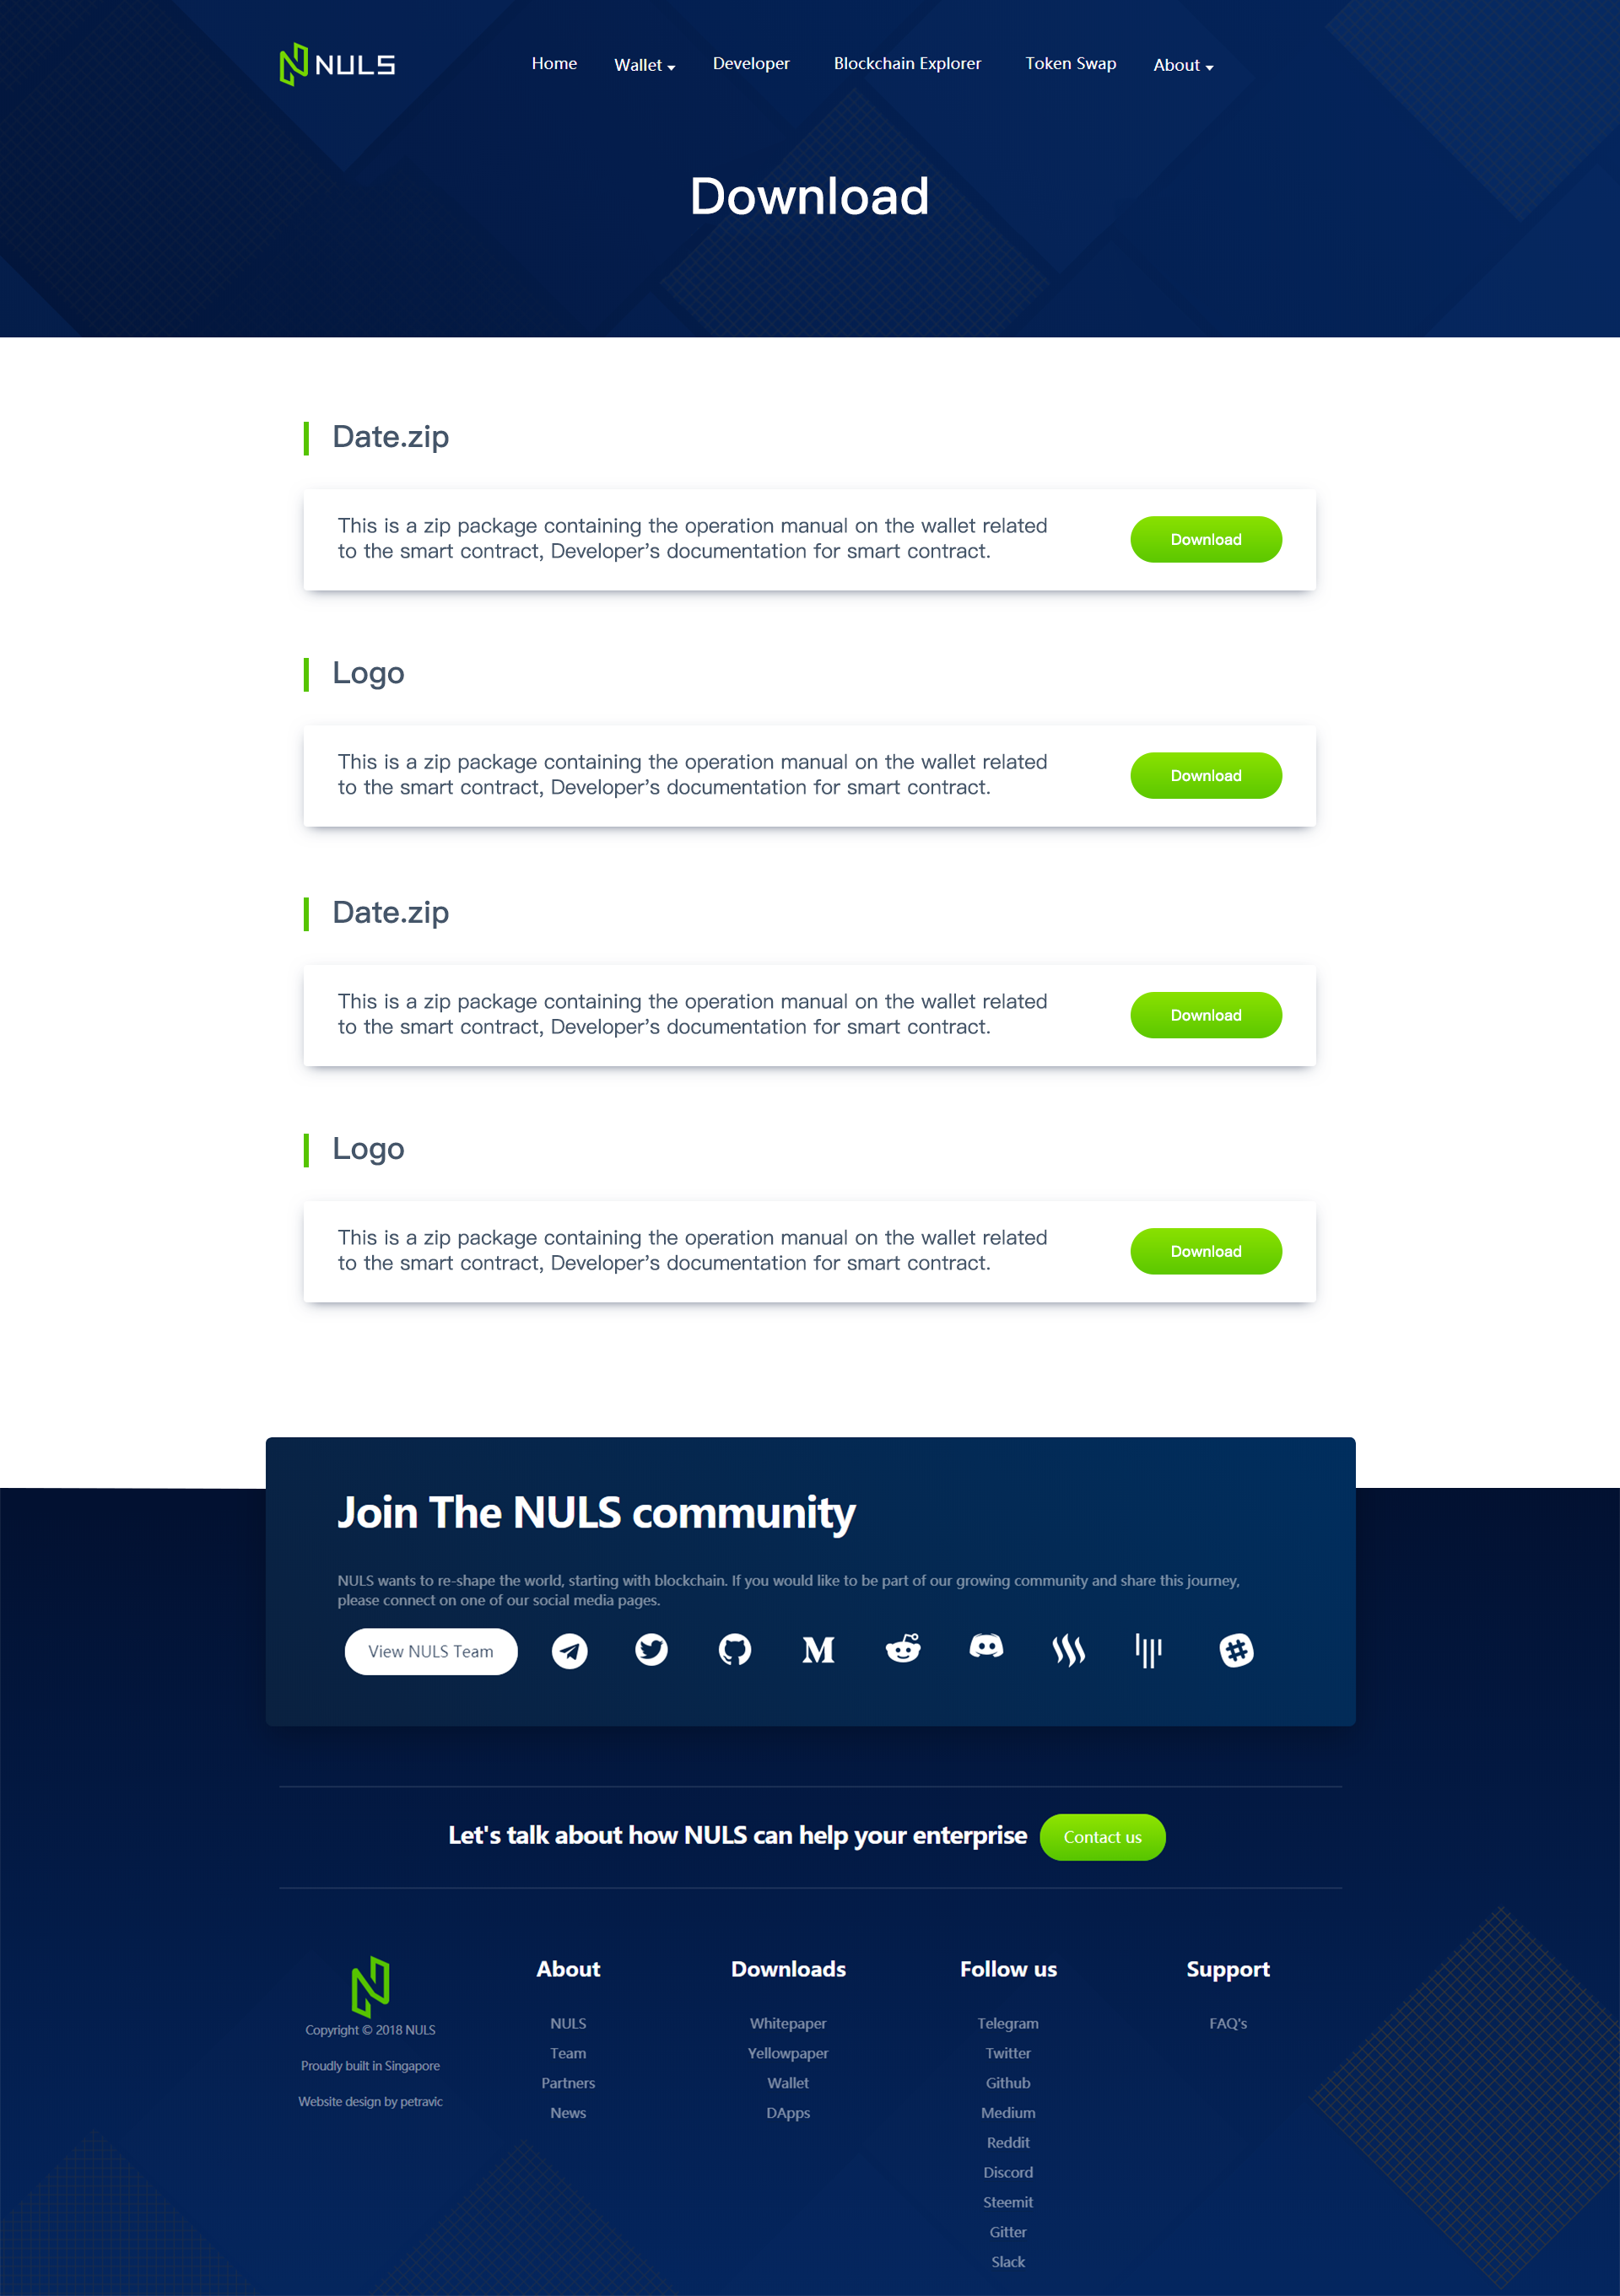 NULS
Home
Wallet
Developer
Blockchain Explorer
Token Swap
About
Download
Date.zip
This is a zip package containing the operation manual on the wallet related
to the smart contract, Developer’s documentation for smart contract.
Download
Logo
This is a zip package containing the operation manual on the wallet related
to the smart contract, Developer’s documentation for smart contract.
Download
Date.zip
This is a zip package containing the operation manual on the wallet related
to the smart contract, Developer’s documentation for smart contract.
Download
Logo
This is a zip package containing the operation manual on the wallet related
to the smart contract, Developer’s documentation for smart contract.
Download
Join The NULS community
NULS wants to re-shape the world, starting with blockchain. If you would like to be part of our growing community and share this journey,
please connect on one of our social media pages.
View NULS Team
Let's talk about how NULS can help your enterprise
Contact us
Copyright © 2018 NULS
Proudly built in Singapore
Website design by petravic
About
NULS
Team
Partners
News
Downloads
Whitepaper
Yellowpaper
Wallet
DApps
Follow us
Telegram
Twitter
Github
Medium
Reddit
Discord
Steemit
Gitter
Slack
Support
FAQ's